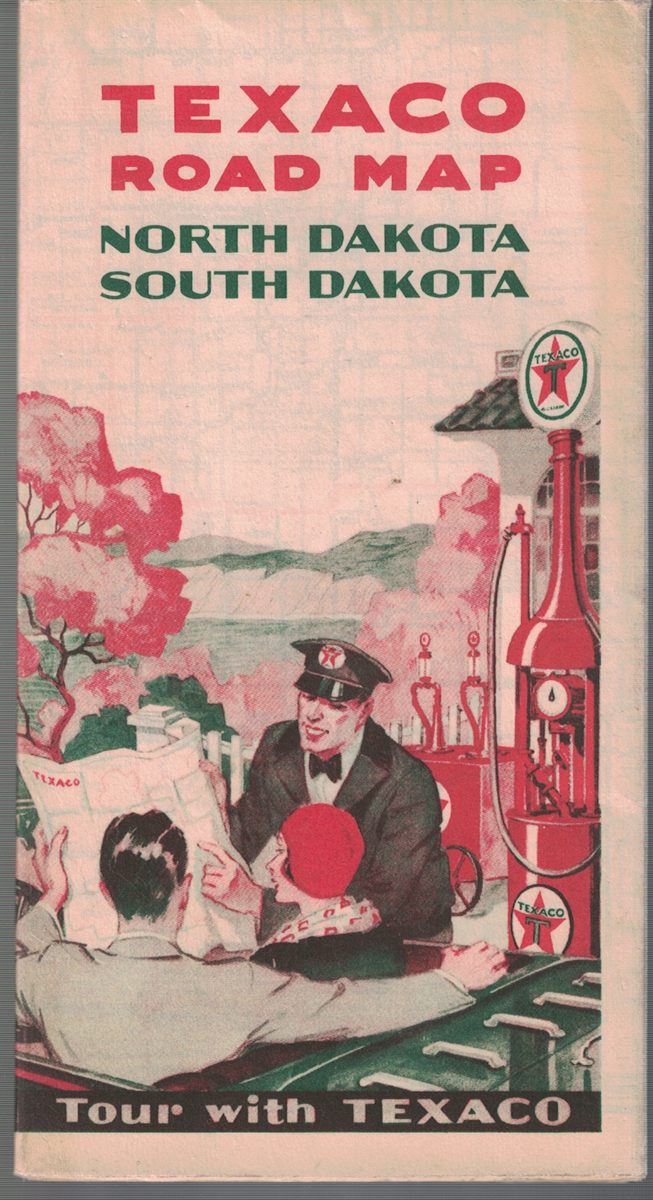 TEXACO
ROAD MAP
NORTH DAKOTA
SOUTH DAKOTA
TEXACO
T
TEXACO
T
TEXACO
T
Tour with TEXACO